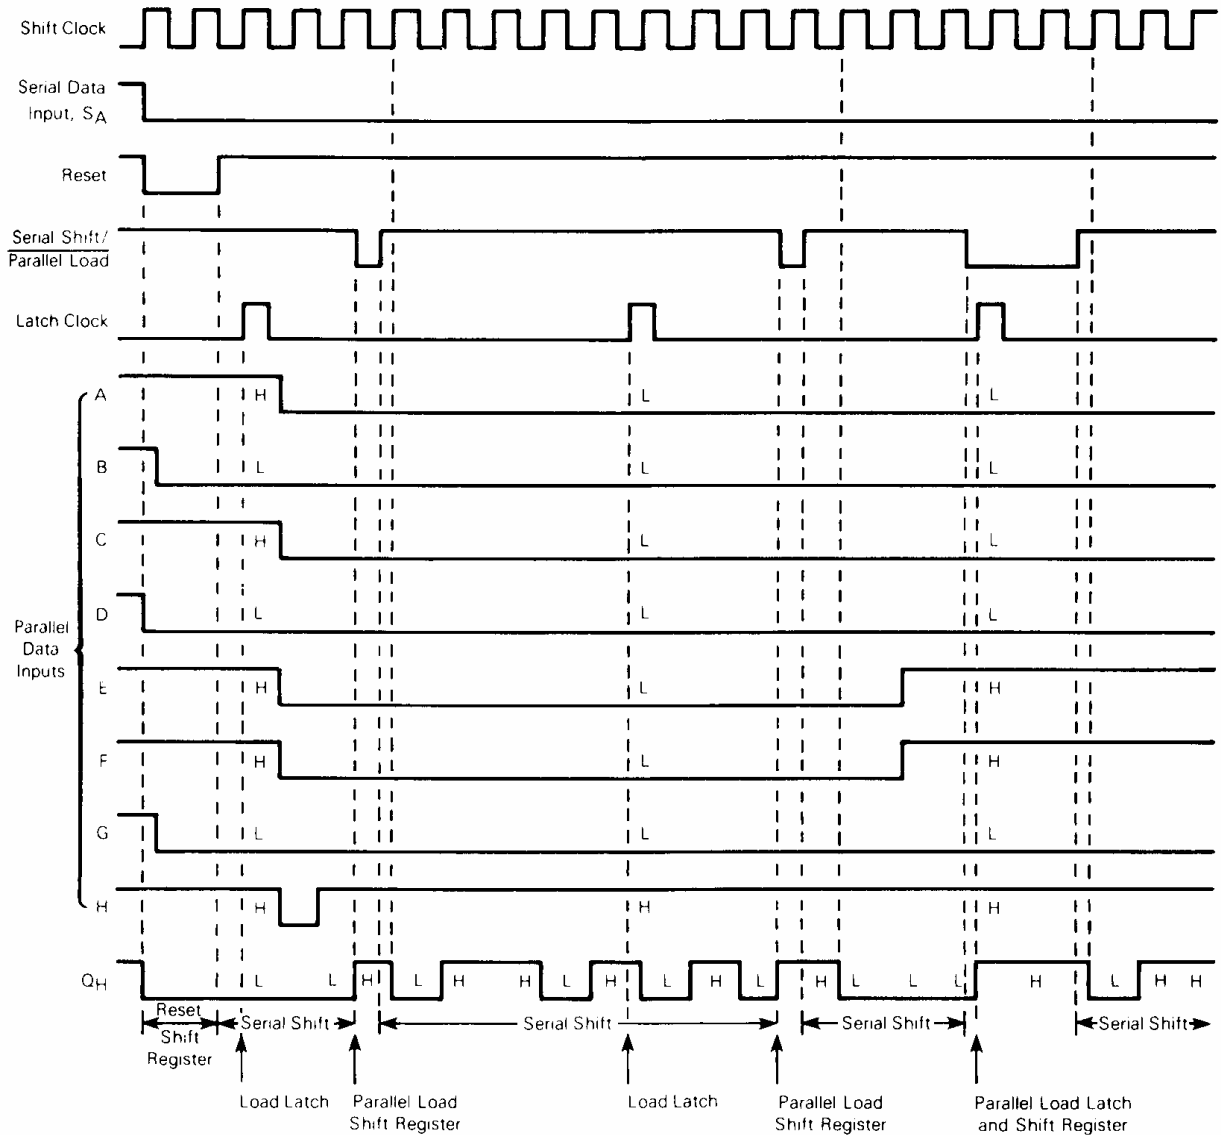 Shift Clock
Serial Data
Input, SA
Reset
Serial Shift/
Parallel Load
Latch Clock
A H L L
B L L L
C H L L
Parallel
Data
Inputs
D L L L
E H L H
F H L H
G L L L
H H H H
QH L L H L H H L H L H L H L L L H L H H
Reset
Shift
Register
Serial Shift
Serial Shift
Serial Shift
Serial Shift
Load Latch
Parallel Load
Shift Register
Load Latch
Parallel Load
Shift Register
Parallel Load Latch
and Shift Register